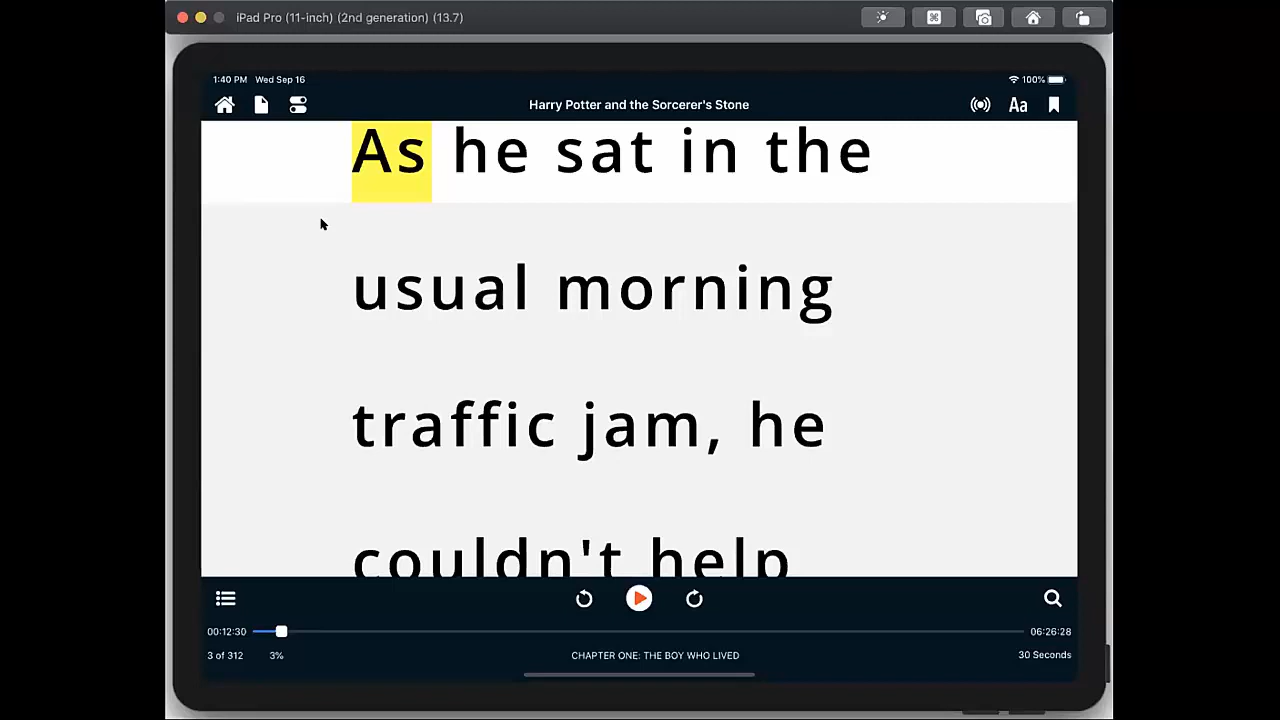 iPad Pro (11-inch) (2nd generation) (13.7)
1:40 PM Wed Sep 16
100%
Harry Potter and the Sorcerer's Stone
Aa
As he sat in the
usual morning
traffic jam, he
couldn't help
00:12:30
06:26:28
3 of 312 3%
CHAPTER ONE: THE BOY WHO LIVED
30 Seconds